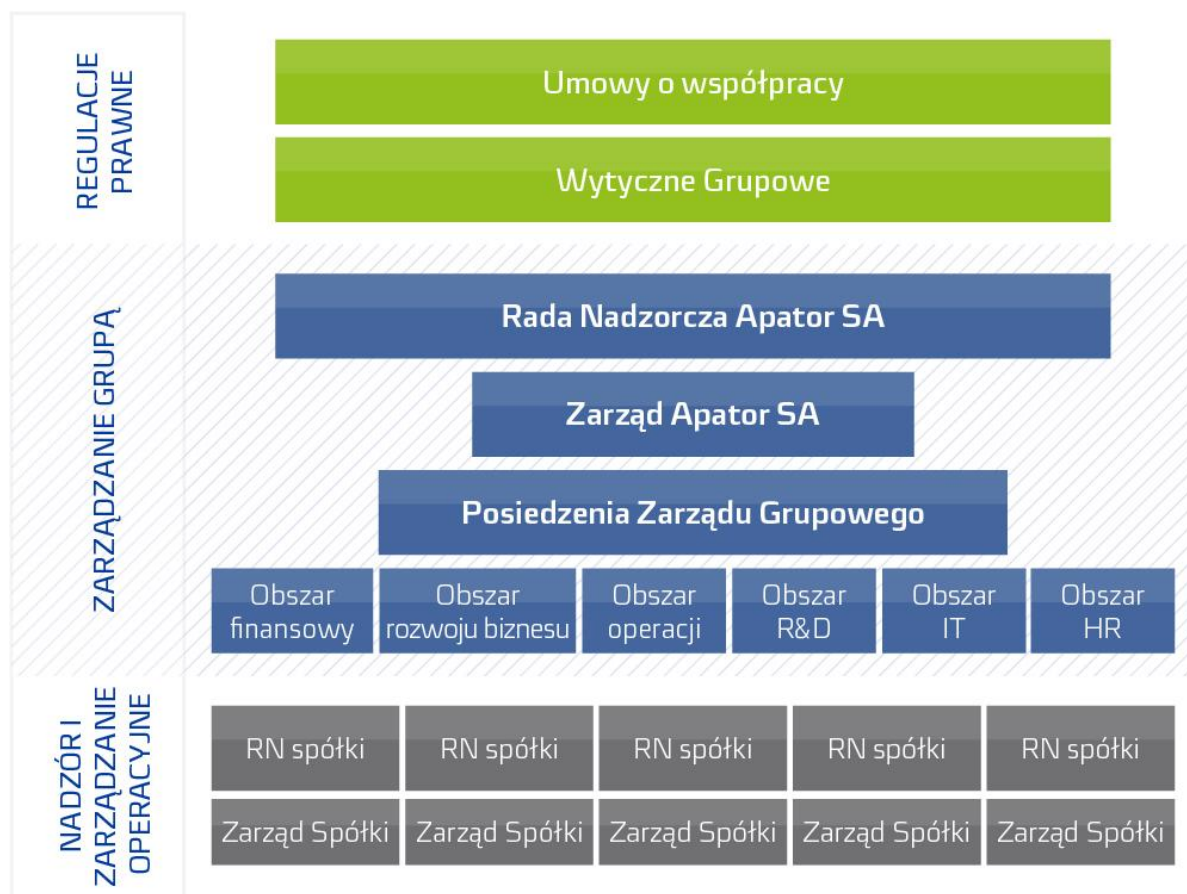 REGULACJE
PRAWNE
Umowy o współpracy
Wytyczne Grupowe
ZARZĄDZANIE GRUPĄ
Rada Nadzorcza Apator SA
Zarząd Apator SA
Posiedzenia Zarządu Grupowego
Obszar
finansowy
Obszar
rozwoju biznesu
Obszar
operacji
Obszar
R&D
Obszar
IT
Obszar
HR
NADZÓR I
ZARZĄDZANIE
OPERACYJNE
RN spółki
RN spółki
RN spółki
RN spółki
RN spółki
Zarząd Spółki
Zarząd Spółki
Zarząd Spółki
Zarząd Spółki
Zarząd Spółki